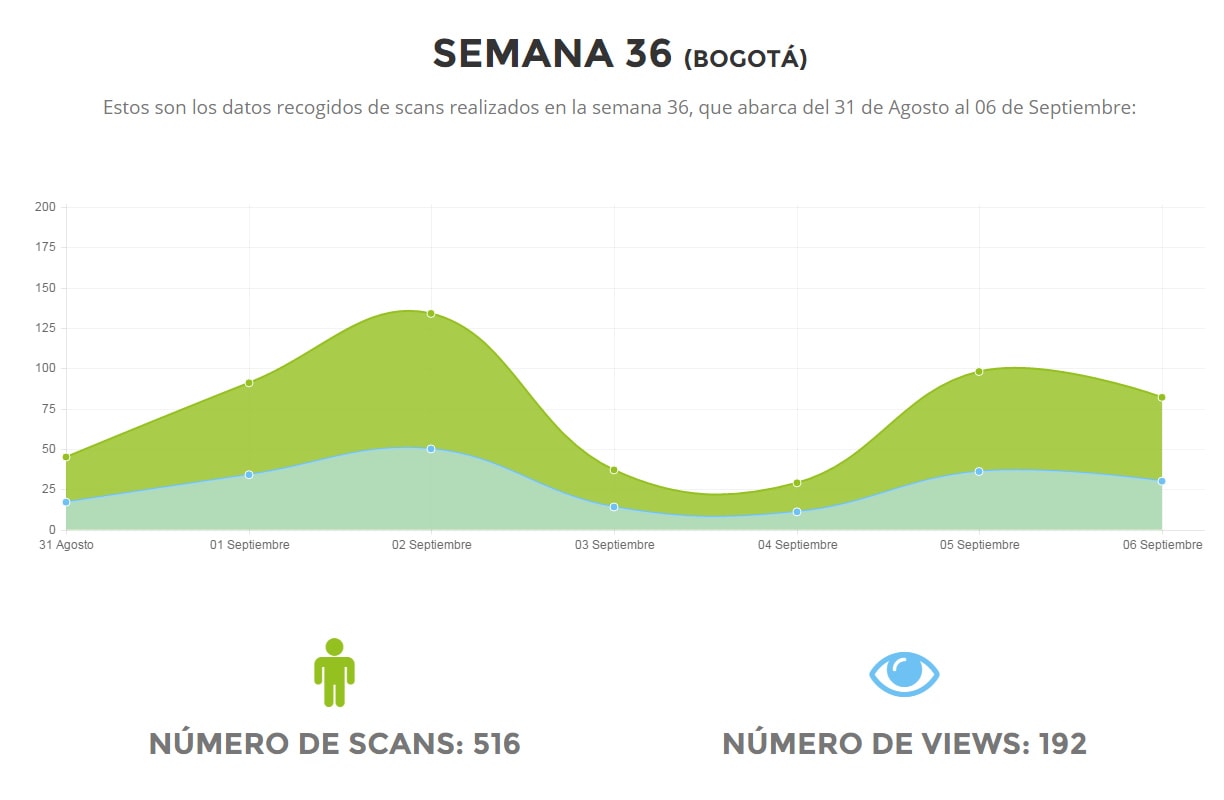 SEMANA 36 (BOGOTÁ)
Estos son los datos recogidos de scans realizados en la semana 36, que abarca del 31 de Agosto al 06 de Septiembre:
200
175
150
125
100
75
50
25
0
31 Agosto 01 Septiembre 02 Septiembre 03 Septiembre 04 Septiembre 05 Septiembre 06 Septiembre
NÚMERO DE SCANS: 516 NÚMERO DE VIEWS: 192